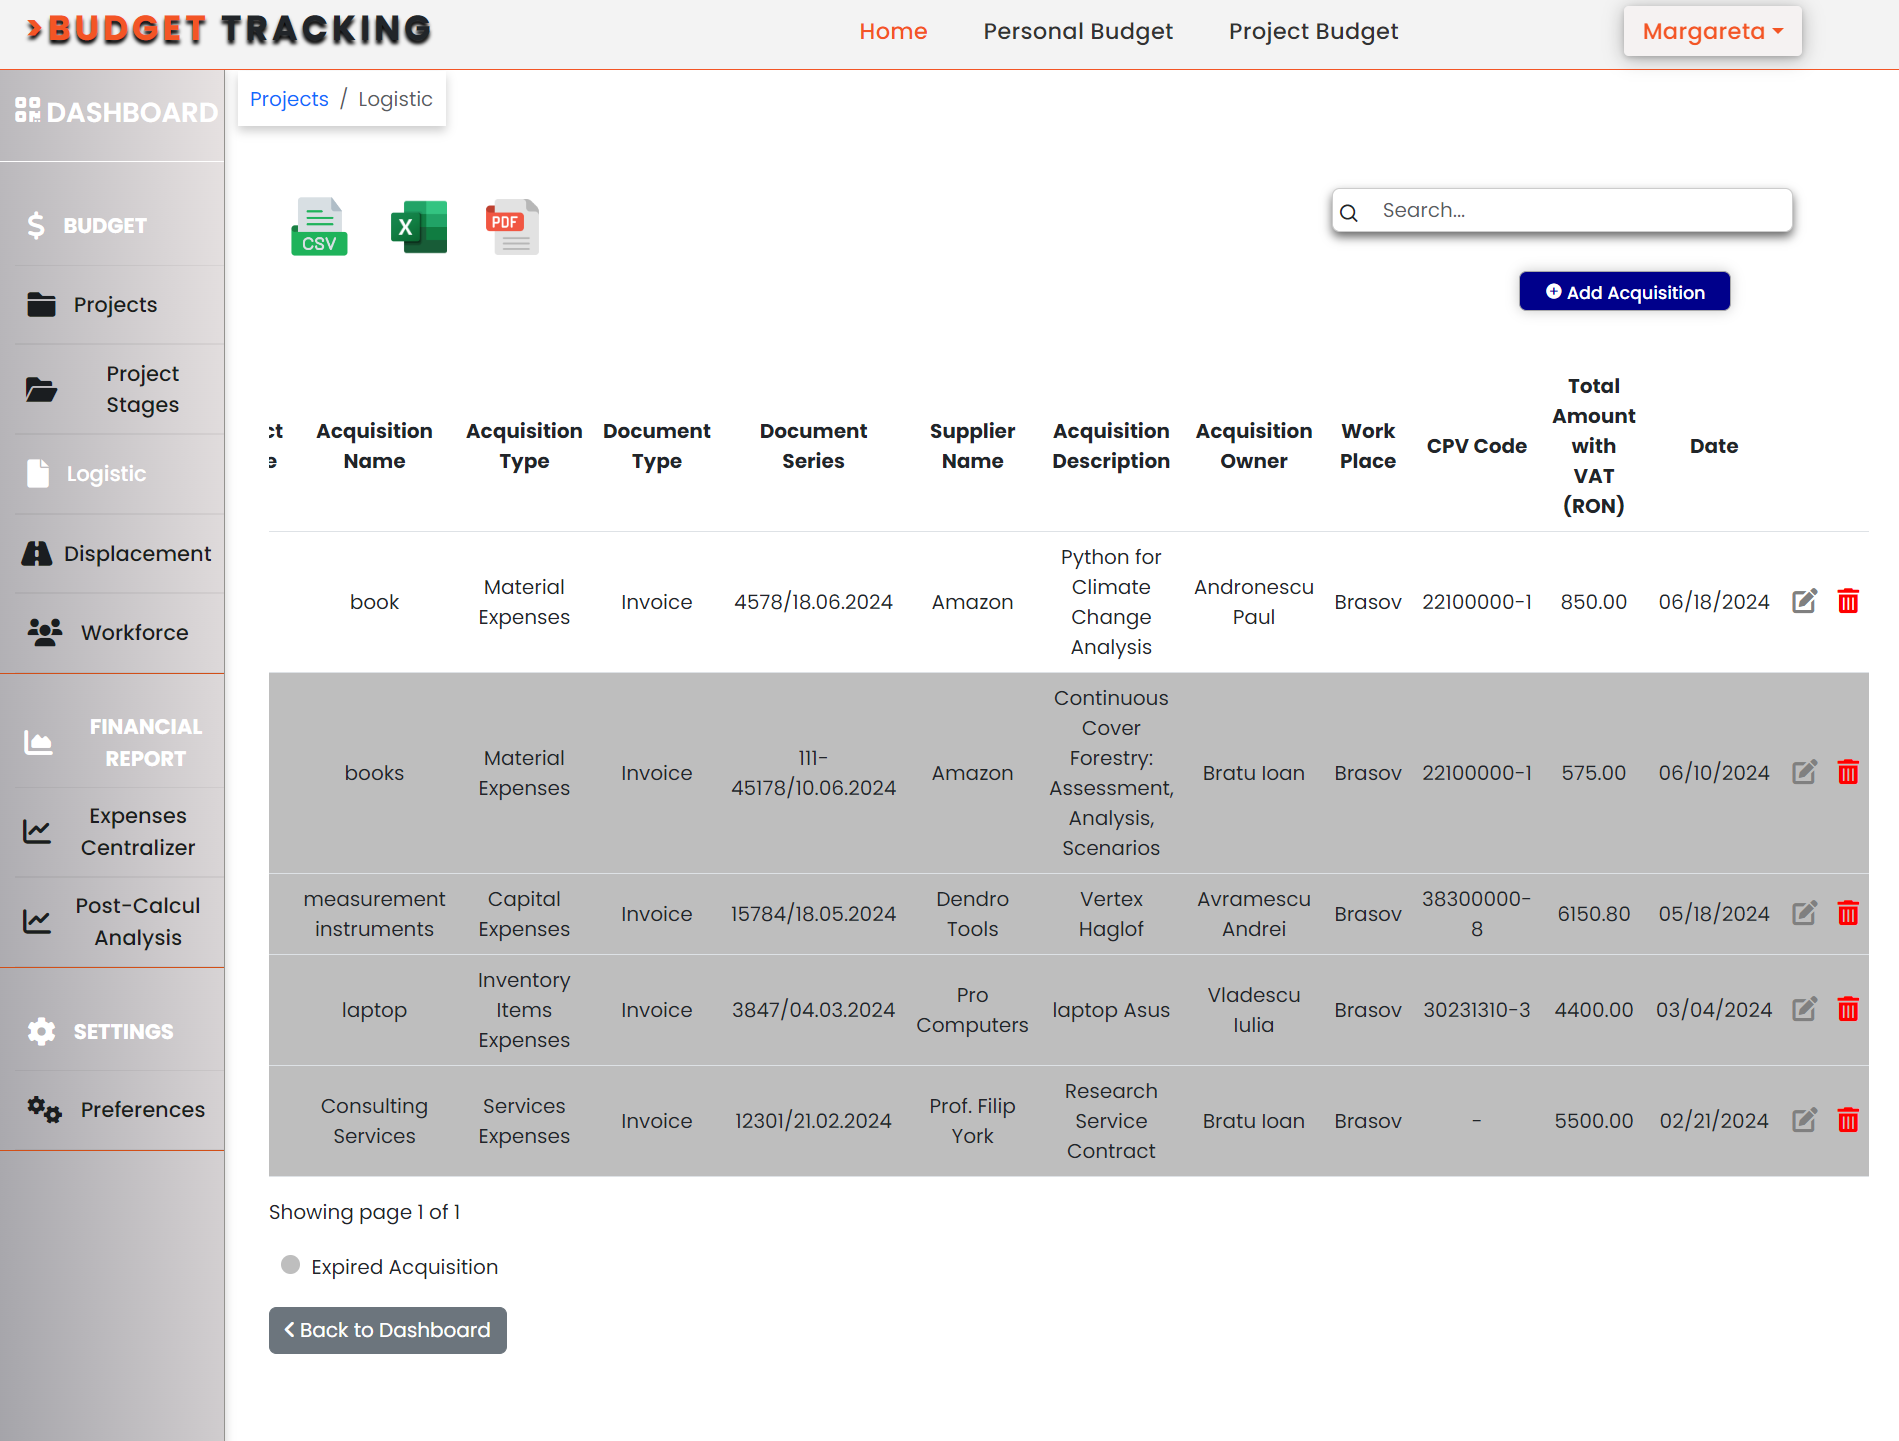 >BUDGET TRACKING
Home
Personal Budget
Project Budget
Margareta
DASHBOARD
Projects / Logistic
CSV
X
PDF
Search...
Add Acquisition
BUDGET
Projects
Project
Stages
Logistic
Displacement
Workforce
FINANCIAL
REPORT
Expenses
Centralizer
Post-Calcul
Analysis
SETTINGS
Preferences
ct
e
Acquisition
Name
Acquisition
Type
Document
Type
Document
Series
Supplier
Name
Acquisition
Description
Acquisition
Owner
Work
Place
CPV Code
Total
Amount
with
VAT
(RON)
Date
book
Material
Expenses
Invoice
4578/18.06.2024
Amazon
Python for
Climate
Change
Analysis
Andronescu
Paul
Brasov
22100000-1
850.00
06/18/2024
books
Material
Expenses
Invoice
111-
45178/10.06.2024
Amazon
Continuous
Cover
Forestry:
Assessment,
Analysis,
Scenarios
Bratu Ioan
Brasov
22100000-1
575.00
06/10/2024
measurement
instruments
Capital
Expenses
Invoice
15784/18.05.2024
Dendro
Tools
Vertex
Haglof
Avramescu
Andrei
Brasov
38300000-
8
6150.80
05/18/2024
laptop
Inventory
Items
Expenses
Invoice
3847/04.03.2024
Pro
Computers
laptop Asus
Vladescu
Iulia
Brasov
30231310-3
4400.00
03/04/2024
Consulting
Services
Services
Expenses
Invoice
12301/21.02.2024
Prof. Filip
York
Research
Service
Contract
Bratu Ioan
Brasov
-
5500.00
02/21/2024
Showing page 1 of 1
Expired Acquisition
Back to Dashboard